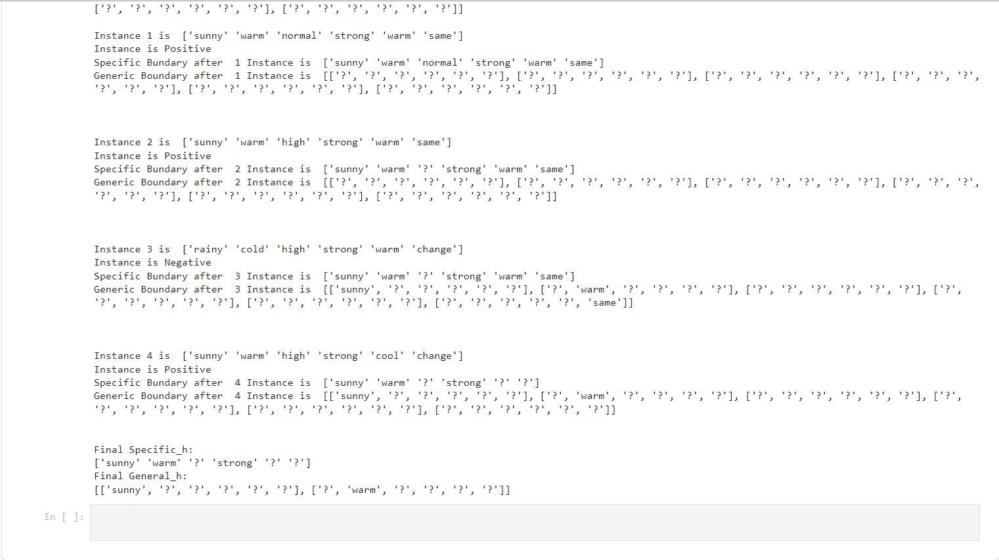 ['?', '?', '?', '?', '?', '?'], ['?', '?', '?', '?', '?', '?']]
Instance 1 is  ['sunny' 'warm' 'normal' 'strong' 'warm' 'same']
Instance is Positive
Specific Bundary after  1 Instance is  ['sunny' 'warm' 'normal' 'strong' 'warm' 'same']
Generic Boundary after  1 Instance is  [['?', '?', '?', '?', '?', '?'], ['?', '?', '?', '?', '?', '?'], ['?', '?', '?', '?', '?', '?'], ['?', '?', '?',
'?', '?', '?'], ['?', '?', '?', '?', '?', '?'], ['?', '?', '?', '?', '?', '?']]
Instance 2 is  ['sunny' 'warm' 'high' 'strong' 'warm' 'same']
Instance is Positive
Specific Bundary after  2 Instance is  ['sunny' 'warm' '?' 'strong' 'warm' 'same']
Generic Boundary after  2 Instance is  [['?', '?', '?', '?', '?', '?'], ['?', '?', '?', '?', '?', '?'], ['?', '?', '?', '?', '?', '?'], ['?', '?', '?',
'?', '?', '?'], ['?', '?', '?', '?', '?', '?'], ['?', '?', '?', '?', '?', '?']]
Instance 3 is  ['rainy' 'cold' 'high' 'strong' 'warm' 'change']
Instance is Negative
Specific Bundary after  3 Instance is  ['sunny' 'warm' '?' 'strong' 'warm' 'same']
Generic Boundary after  3 Instance is  [['sunny', '?', '?', '?', '?', '?'], ['?', 'warm', '?', '?', '?', '?'], ['?', '?', '?', '?', '?', '?'], ['?',
'?', '?', '?', '?', '?'], ['?', '?', '?', '?', '?', '?'], ['?', '?', '?', '?', '?', 'same']]
Instance 4 is  ['sunny' 'warm' 'high' 'strong' 'cool' 'change']
Instance is Positive
Specific Bundary after  4 Instance is  ['sunny' 'warm' '?' 'strong' '?' '?']
Generic Boundary after  4 Instance is  [['sunny', '?', '?', '?', '?', '?'], ['?', 'warm', '?', '?', '?', '?'], ['?', '?', '?', '?', '?', '?'], ['?',
'?', '?', '?', '?', '?'], ['?', '?', '?', '?', '?', '?'], ['?', '?', '?', '?', '?', '?']]
Final Specific_h:
['sunny' 'warm' '?' 'strong' '?' '?']
Final General_h:
[['sunny', '?', '?', '?', '?', '?'], ['?', 'warm', '?', '?', '?', '?']]
In [ ]: